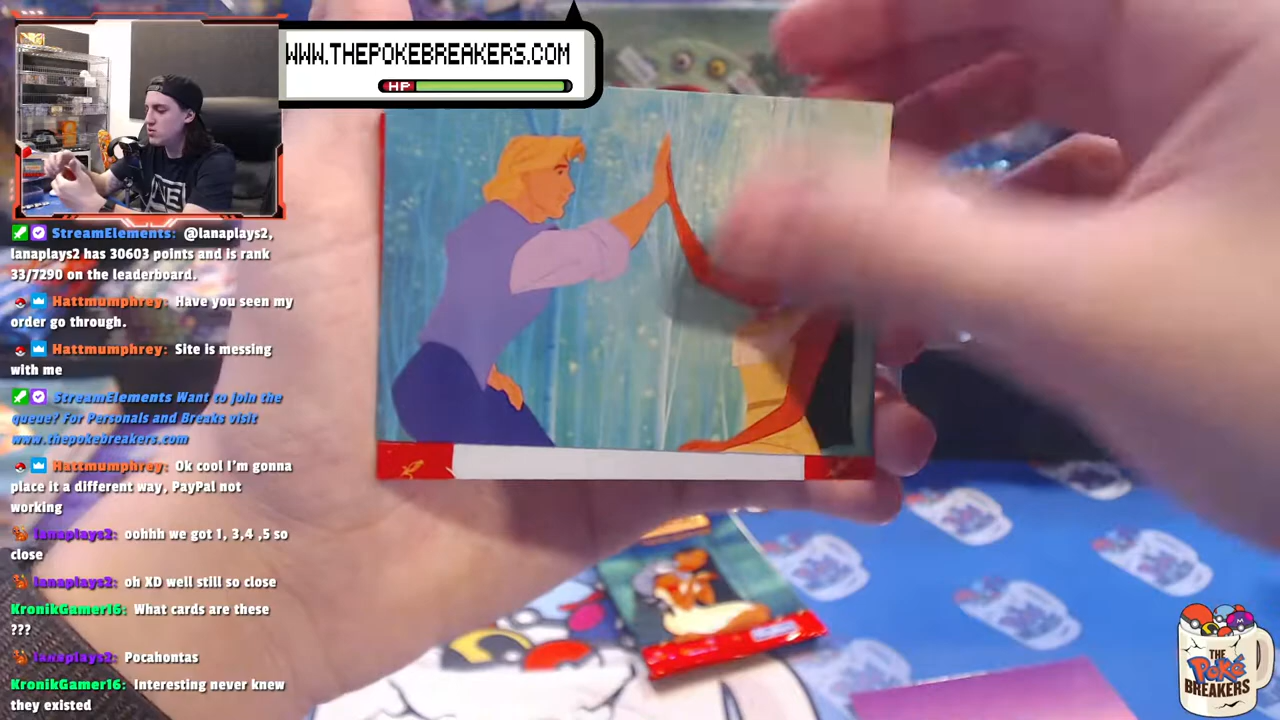 WWW.THEPOKEBREAKERS.COM
HP
StreamElements: @lanaplays2,
lanaplays2 has 30603 points and is rank
33/7290 on the leaderboard.
Hattmumphrey: Have you seen my
order go through.
Hattmumphrey: Site is messing
with me
StreamElements Want to join the
queue? For Personals and Breaks visit
www.thepokebreakers.com
Hattmumphrey: Ok cool I'm gonna
place it a different way, PayPal not
working
lanaplays2: oohhh we got 1, 3,4 ,5 so
close
lanaplays2: oh XD well still so close
KronikGamer16: What cards are these
???
lanaplays2: Pocahontas
KronikGamer16: Interesting never knew
they existed
THE
Poké
BREAKERS